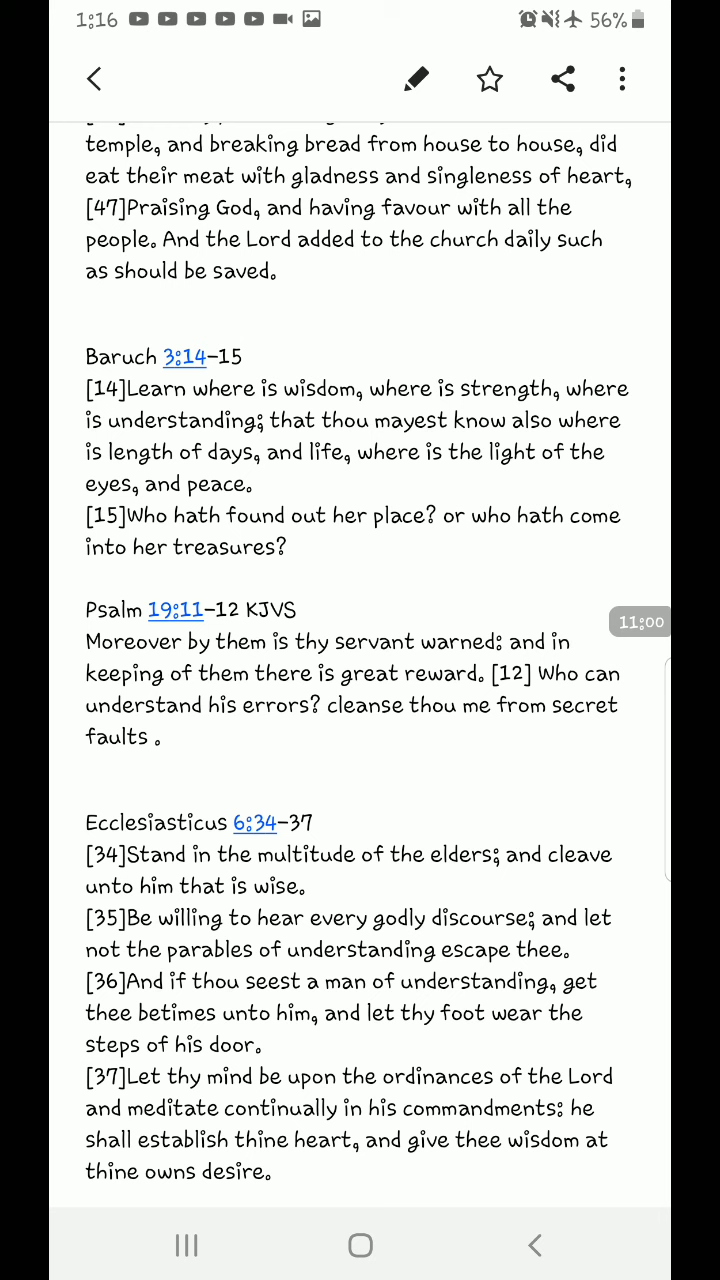 1:16
56%
temple, and breaking bread from house to house, did
eat their meat with gladness and singleness of heart,
[47]Praising God, and having favour with all the
people. And the Lord added to the church daily such
as should be saved.
Baruch 3:14-15
[14]Learn where is wisdom, where is strength, where
is understanding; that thou mayest know also where
is length of days, and life, where is the light of the
eyes, and peace.
[15]Who hath found out her place? or who hath come
into her treasures?
Psalm 19:11-12 KJVS
11:00
Moreover by them is thy servant warned: and in
keeping of them there is great reward. [12] Who can
understand his errors? cleanse thou me from secret
faults .
Ecclesiasticus 6:34-37
[34]Stand in the multitude of the elders; and cleave
unto him that is wise.
[35]Be willing to hear every godly discourse; and let
not the parables of understanding escape thee.
[36]And if thou seest a man of understanding, get
thee betimes unto him, and let thy foot wear the
steps of his door.
[37]Let thy mind be upon the ordinances of the Lord
and meditate continually in his commandments: he
shall establish thine heart, and give thee wisdom at
thine owns desire.